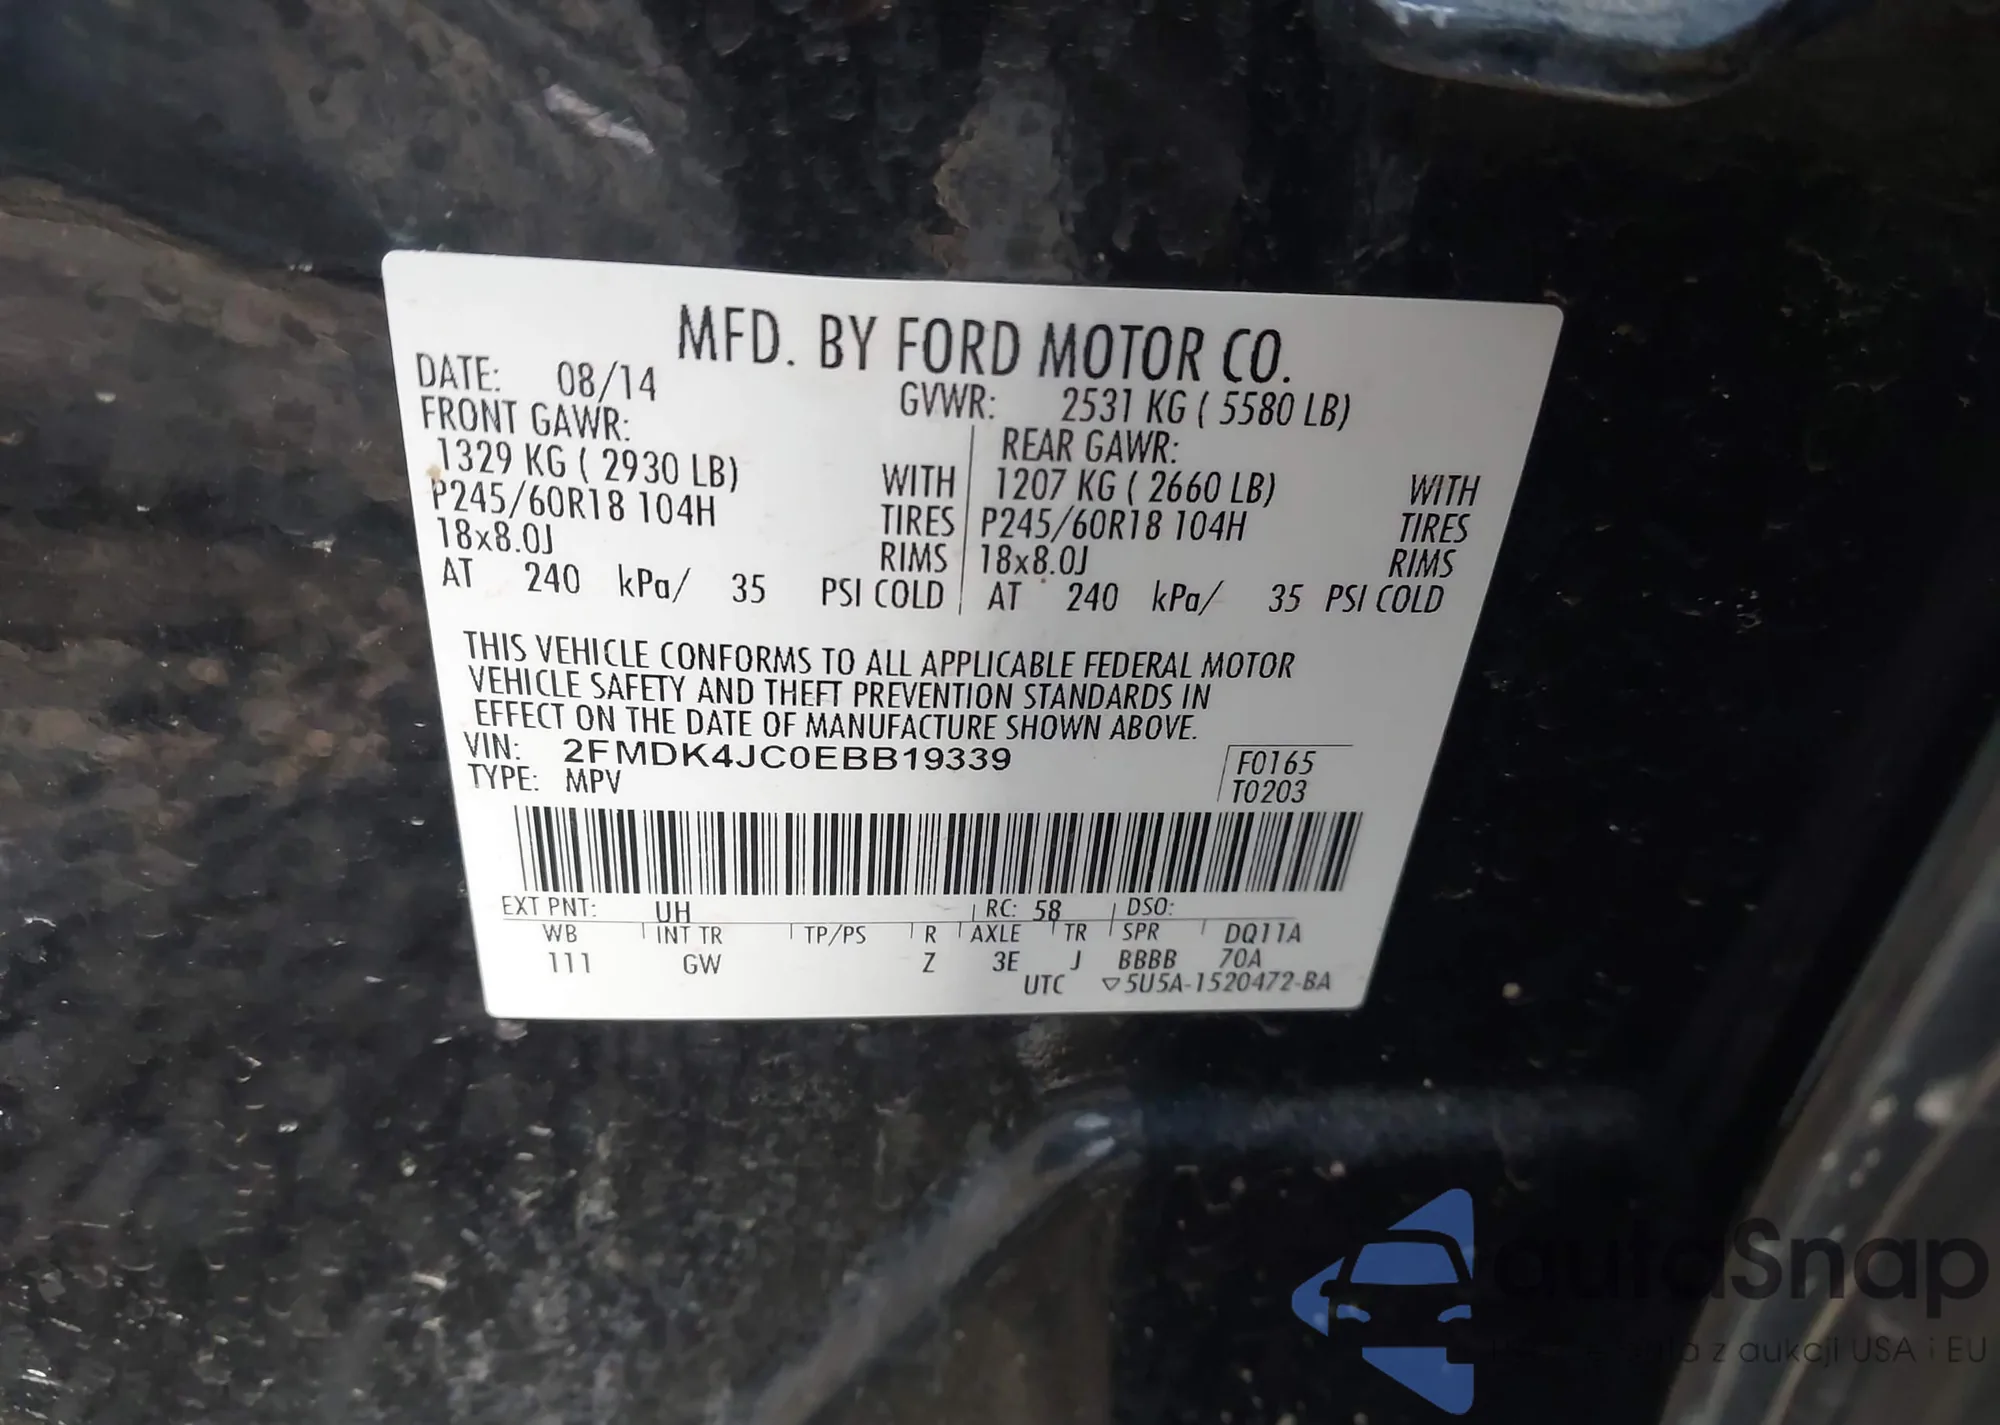 MFD. BY FORD MOTOR CO.
DATE: 08/14 GVWR: 2531 KG ( 5580 LB)
FRONT GAWR: REAR GAWR:
1329 KG ( 2930 LB) WITH 1207 KG ( 2660 LB) WITH
P245/60R18 104H TIRES P245/60R18 104H TIRES
18x8.0J RIMS 18x8.0J RIMS
AT 240 kPa/ 35 PSI COLD AT 240 kPa/ 35 PSI COLD
THIS VEHICLE CONFORMS TO ALL APPLICABLE FEDERAL MOTOR
VEHICLE SAFETY AND THEFT PREVENTION STANDARDS IN
EFFECT ON THE DATE OF MANUFACTURE SHOWN ABOVE.
VIN: 2FMDK4JC0EBB19339 F0165
TYPE: MPV T0203
EXT PNT: UH RC: 58 DSO:
WB INT TR TP/PS R AXLE TR SPR DQ11A
111 GW Z 3E J BBBB 70A
UTC ▽5U5A-1520472-BA
autoSnap
z aukcji USA i EU